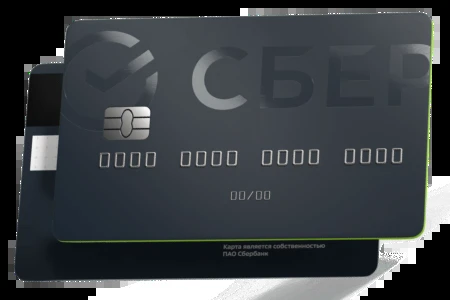 СБЕР
0000 0000 0000 0000
00/00
Карта является собственностью
ПАО Сбербанк